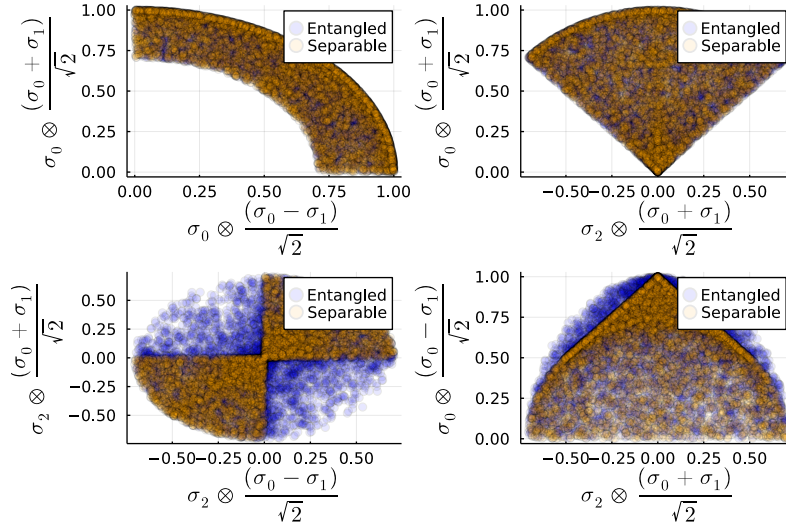 σ₀ ⊗ (σ₀ + σ₁)/√2
1.00
0.75
0.50
0.25
0.00
Entangled
Separable
0.00 0.25 0.50 0.75 1.00
σ₀ ⊗ (σ₀ − σ₁)/√2
σ₀ ⊗ (σ₀ + σ₁)/√2
1.00
0.75
0.50
0.25
0.00
Entangled
Separable
−0.50 −0.25 0.00 0.25 0.50
σ₂ ⊗ (σ₀ + σ₁)/√2
σ₂ ⊗ (σ₀ + σ₁)/√2
0.50
0.25
0.00
−0.25
−0.50
Entangled
Separable
−0.50 −0.25 0.00 0.25 0.50
σ₂ ⊗ (σ₀ − σ₁)/√2
σ₀ ⊗ (σ₀ − σ₁)/√2
1.00
0.75
0.50
0.25
0.00
Entangled
Separable
−0.50 −0.25 0.00 0.25 0.50
σ₂ ⊗ (σ₀ + σ₁)/√2